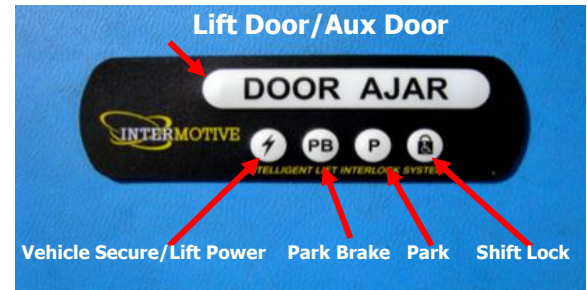 Lift Door/Aux Door
DOOR AJAR
INTERMOTIVE
PB P
INTELLIGENT LIFT INTERLOCK SYSTEM
Vehicle Secure/Lift Power Park Brake Park Shift Lock